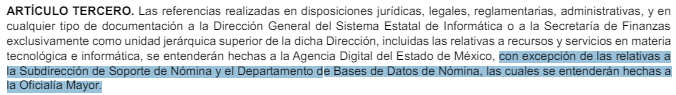 ARTÍCULO TERCERO. Las referencias realizadas en disposiciones jurídicas, legales, reglamentarias, administrativas, y en
cualquier tipo de documentación a la Dirección General del Sistema Estatal de Informática o a la Secretaría de Finanzas
exclusivamente como unidad jerárquica superior de la dicha Dirección, incluidas las relativas a recursos y servicios en materia
tecnológica e informática, se entenderán hechas a la Agencia Digital del Estado de México, con excepción de las relativas a
la Subdirección de Soporte de Nómina y el Departamento de Bases de Datos de Nómina, las cuales se entenderán hechas a
la Oficialía Mayor.